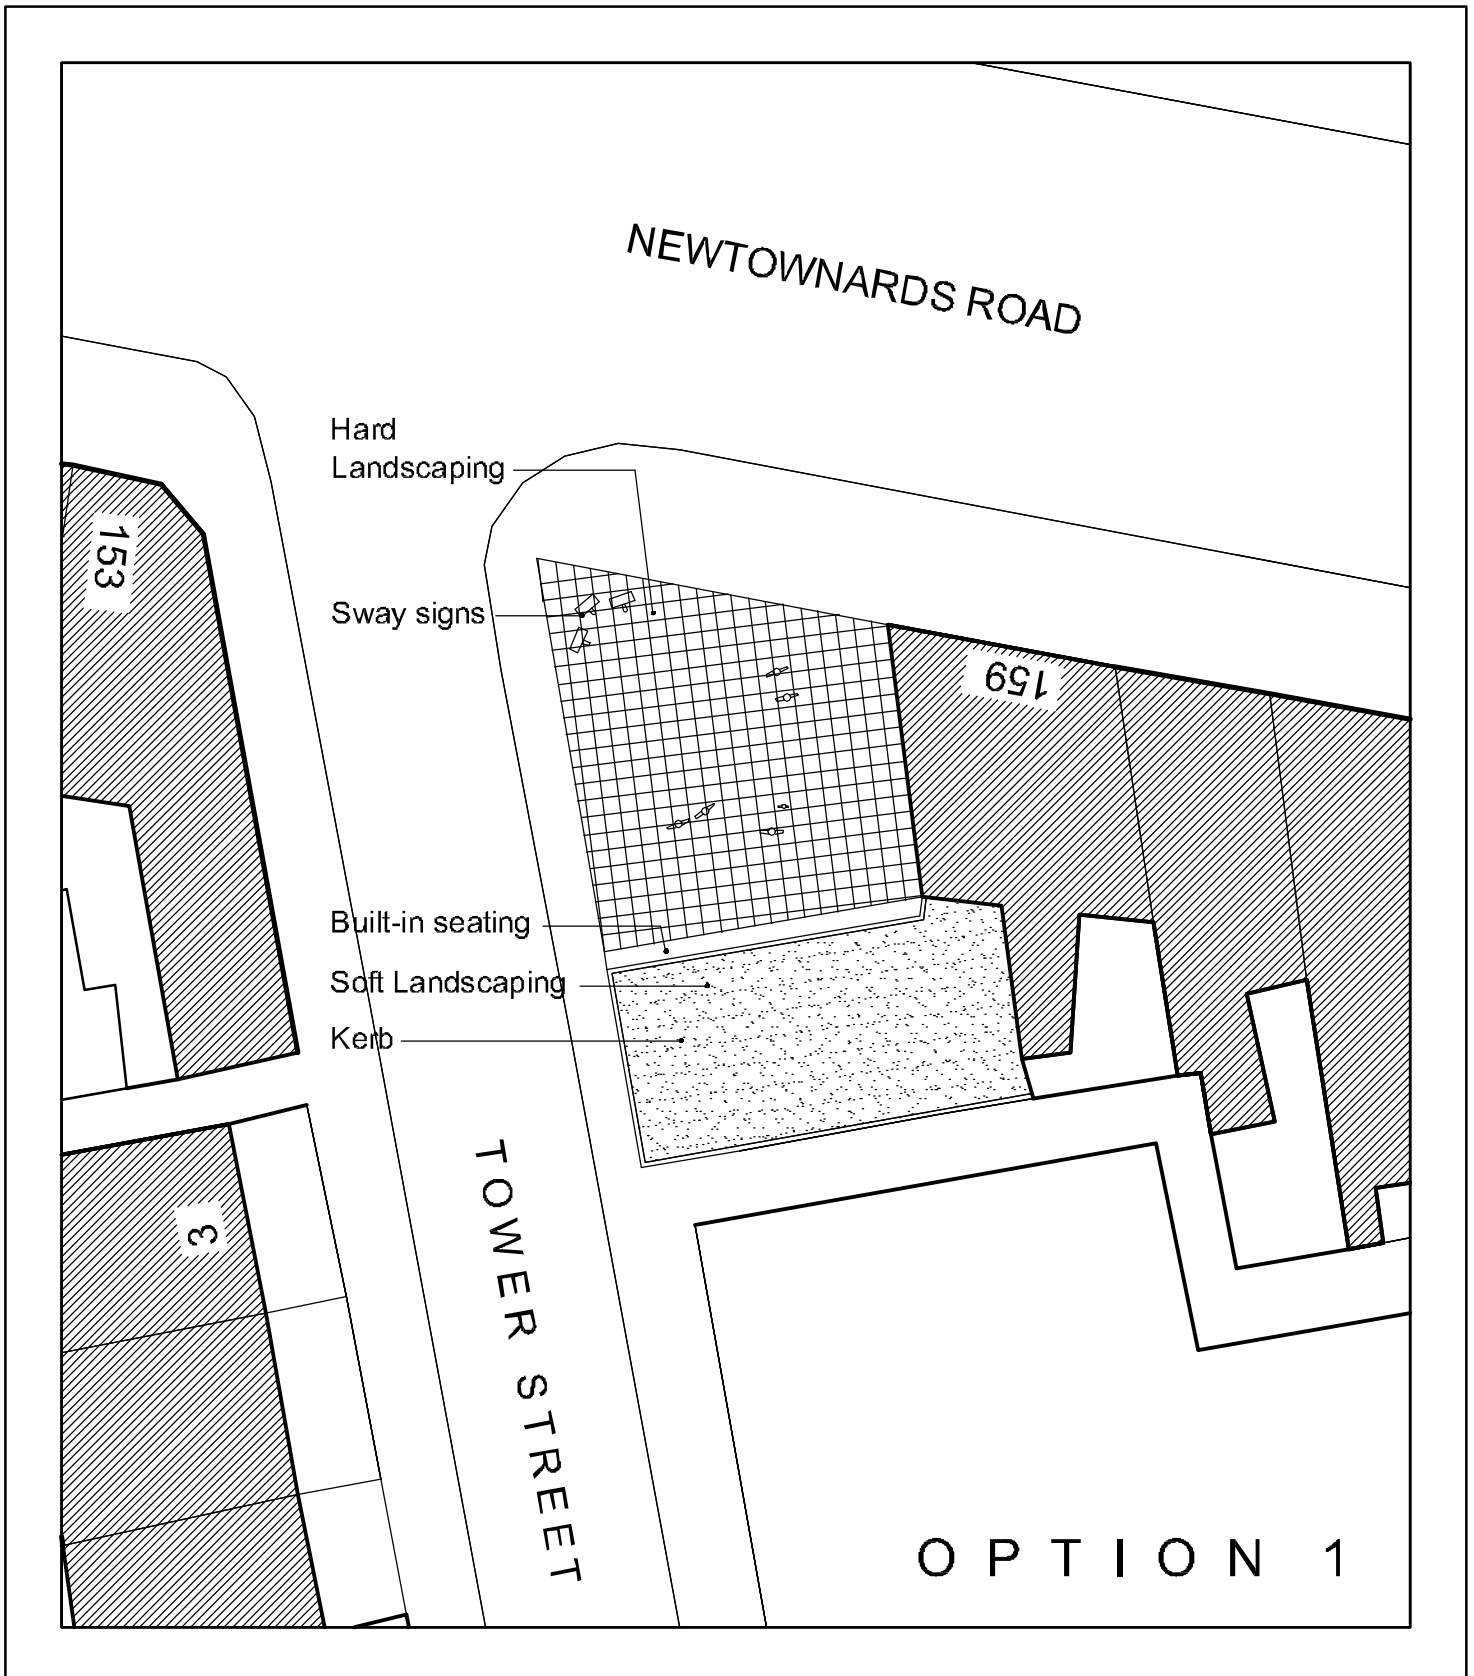 NEWTOWNARDS ROAD
Hard
Landscaping
153
Sway signs
159
Built-in seating
Soft Landscaping
Kerb
TOWER STREET
3
OPTION 1